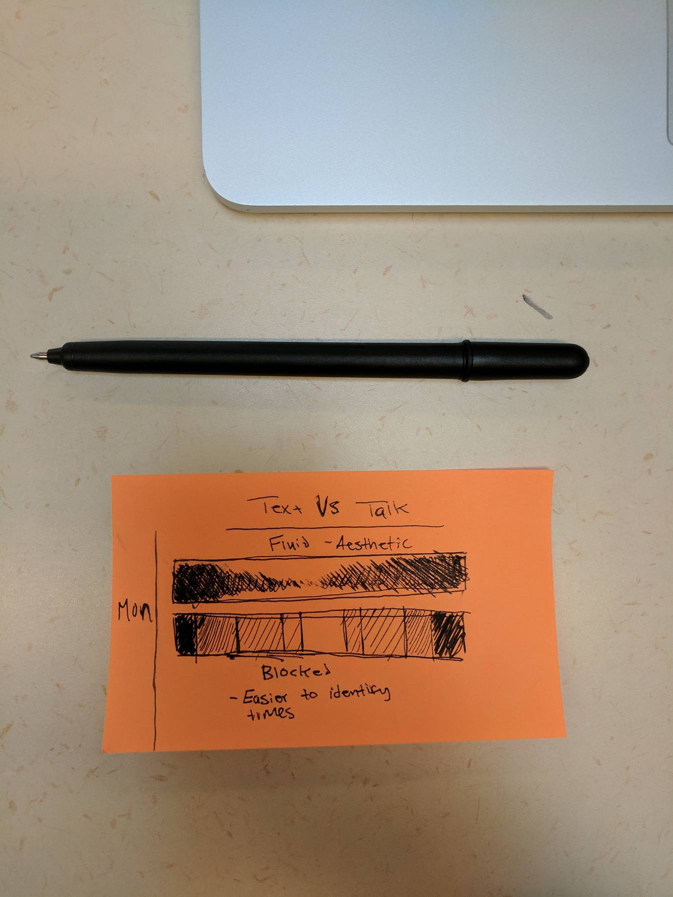 Text Vs Talk
Fluid - Aesthetic
Mon
Blocked
- Easier to identify
times